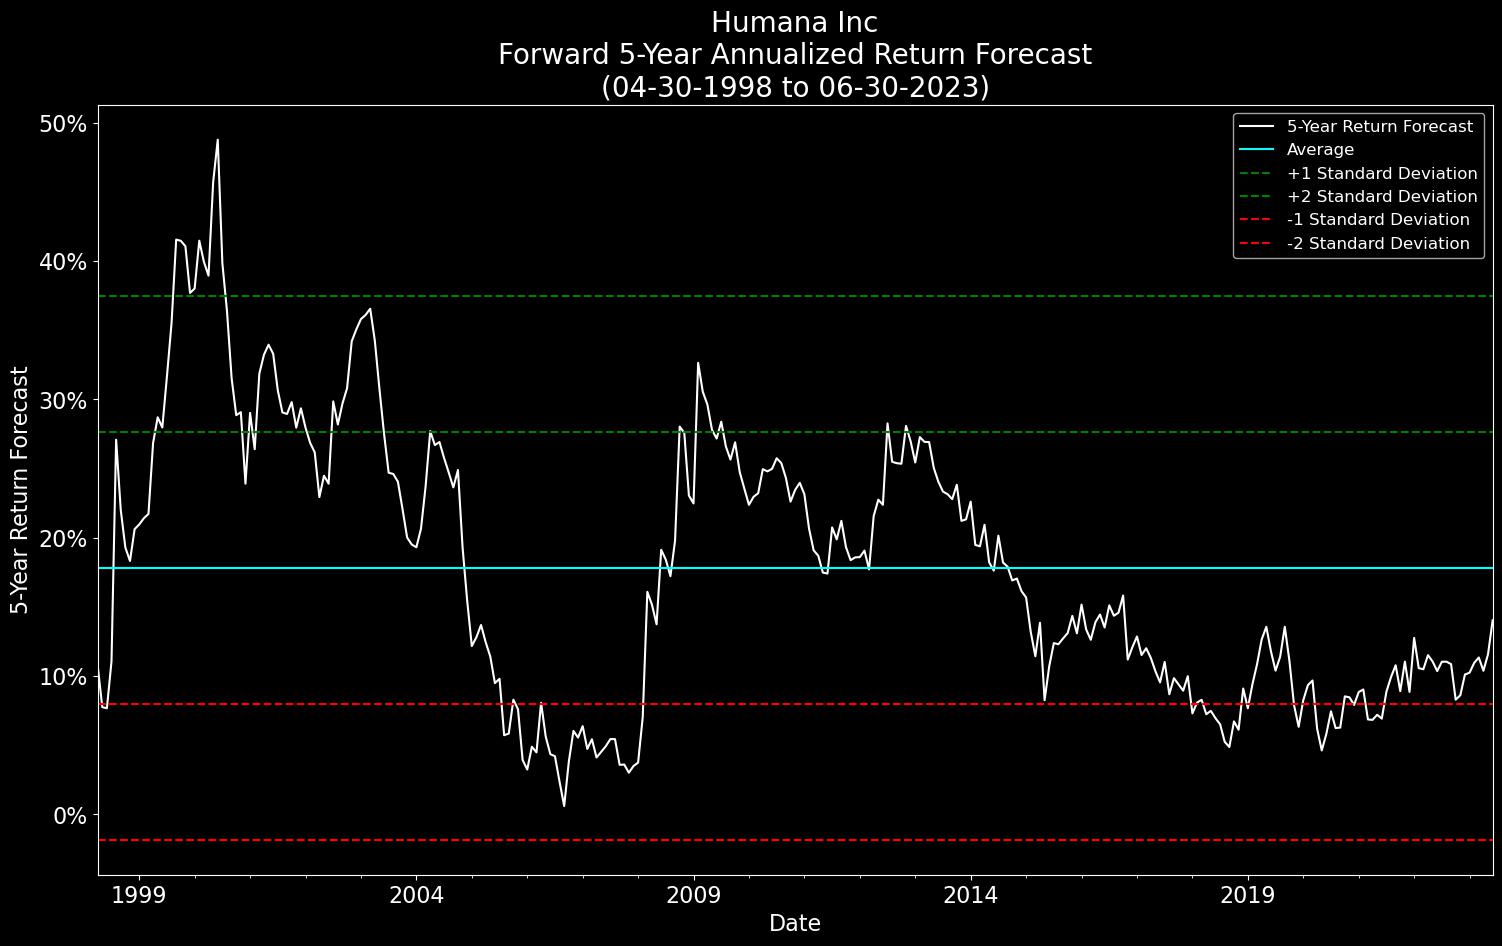 Humana Inc
Forward 5-Year Annualized Return Forecast
(04-30-1998 to 06-30-2023)
5-Year Return Forecast
50%
40%
30%
20%
10%
0%
5-Year Return Forecast
Average
+1 Standard Deviation
+2 Standard Deviation
-1 Standard Deviation
-2 Standard Deviation
1999
2004
2009
2014
2019
Date